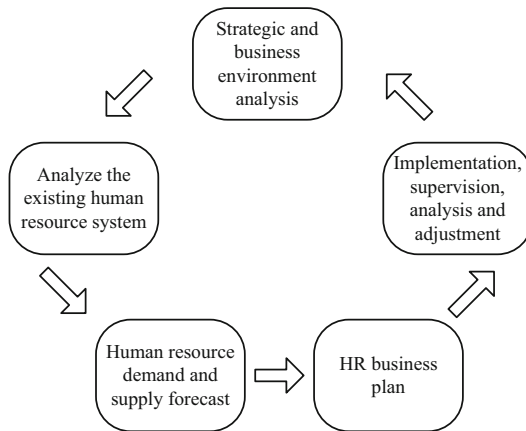 Strategic and
business
environment
analysis
Analyze the
existing human
resource system
Implementation,
supervision,
analysis and
adjustment
Human resource
demand and
supply forecast
HR business
plan